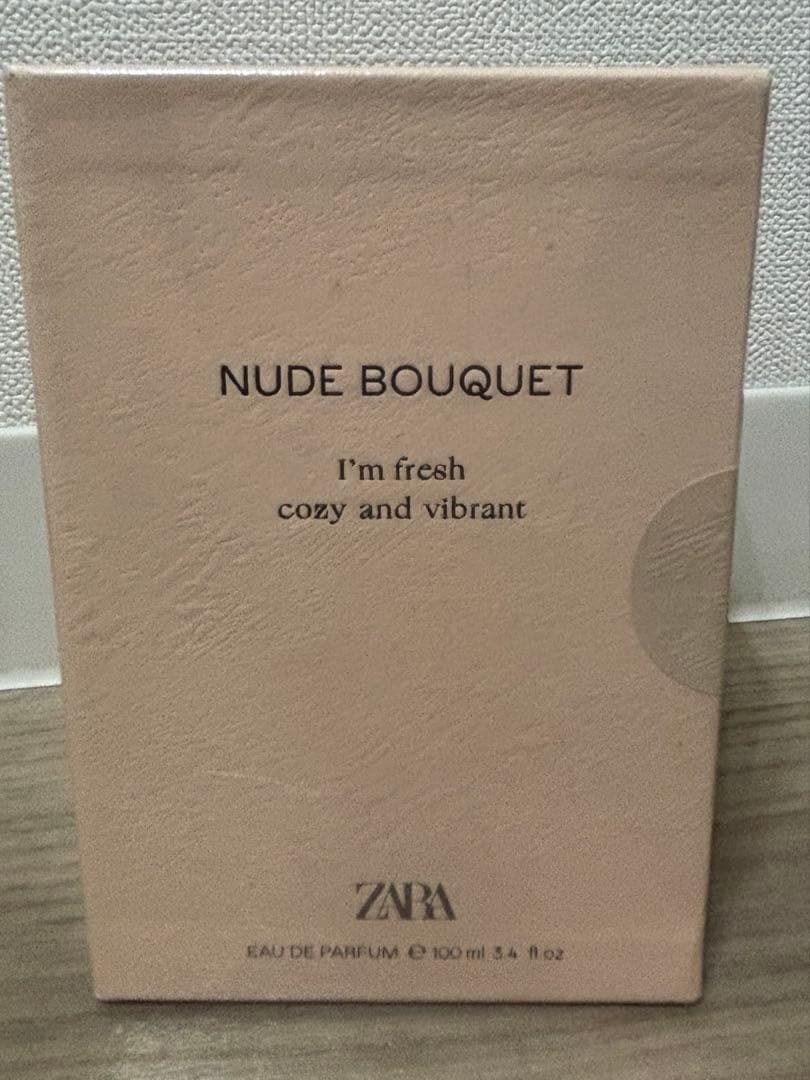 NUDE BOUQUET
I'm fresh
cozy and vibrant
ZARA
EAU DE PARFUM ℮ 100 ml 3.4 fl oz